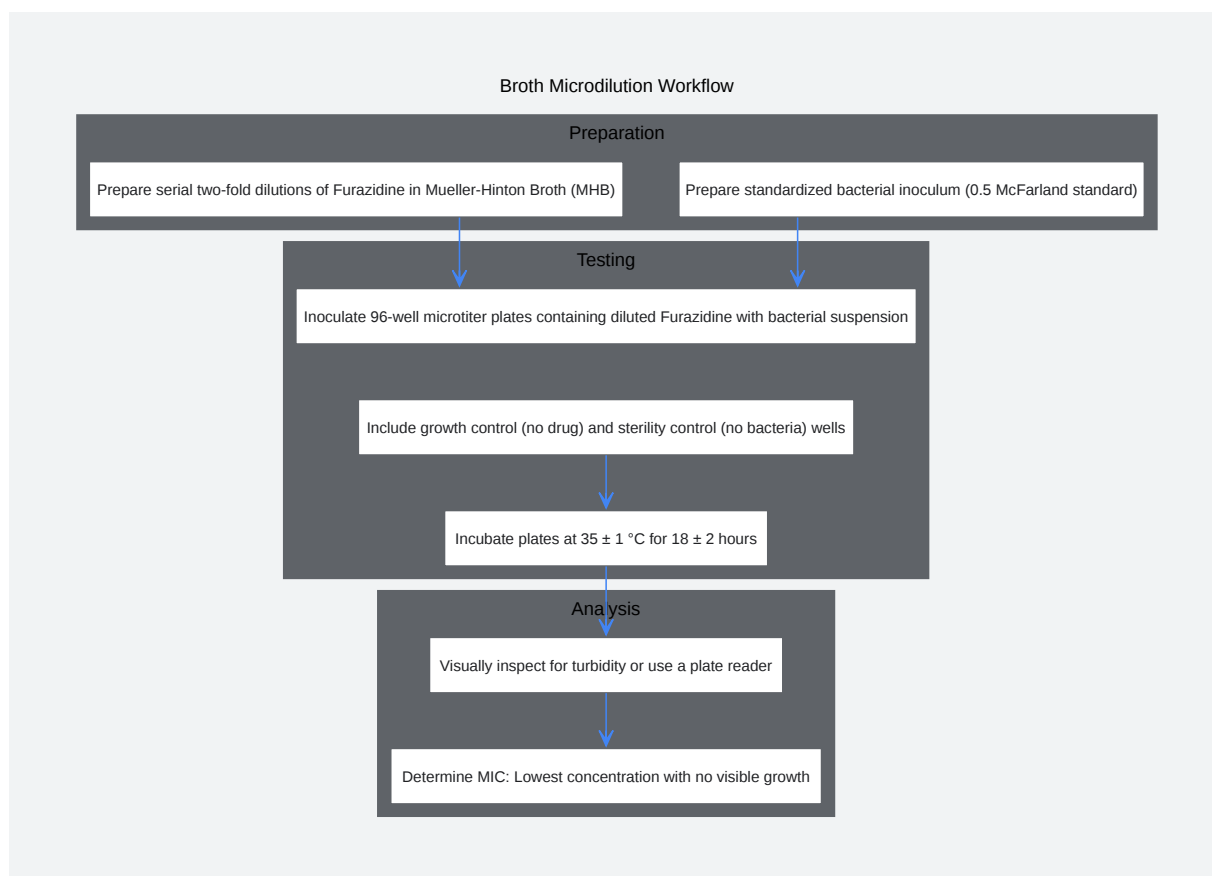 Broth Microdilution Workflow
Preparation
Prepare serial two-fold dilutions of Furazidine in Mueller-Hinton Broth (MHB)
Prepare standardized bacterial inoculum (0.5 McFarland standard)
Testing
Inoculate 96-well microtiter plates containing diluted Furazidine with bacterial suspension
Include growth control (no drug) and sterility control (no bacteria) wells
Incubate plates at 35 ± 1 °C for 18 ± 2 hours
Analysis
Visually inspect for turbidity or use a plate reader
Determine MIC: Lowest concentration with no visible growth